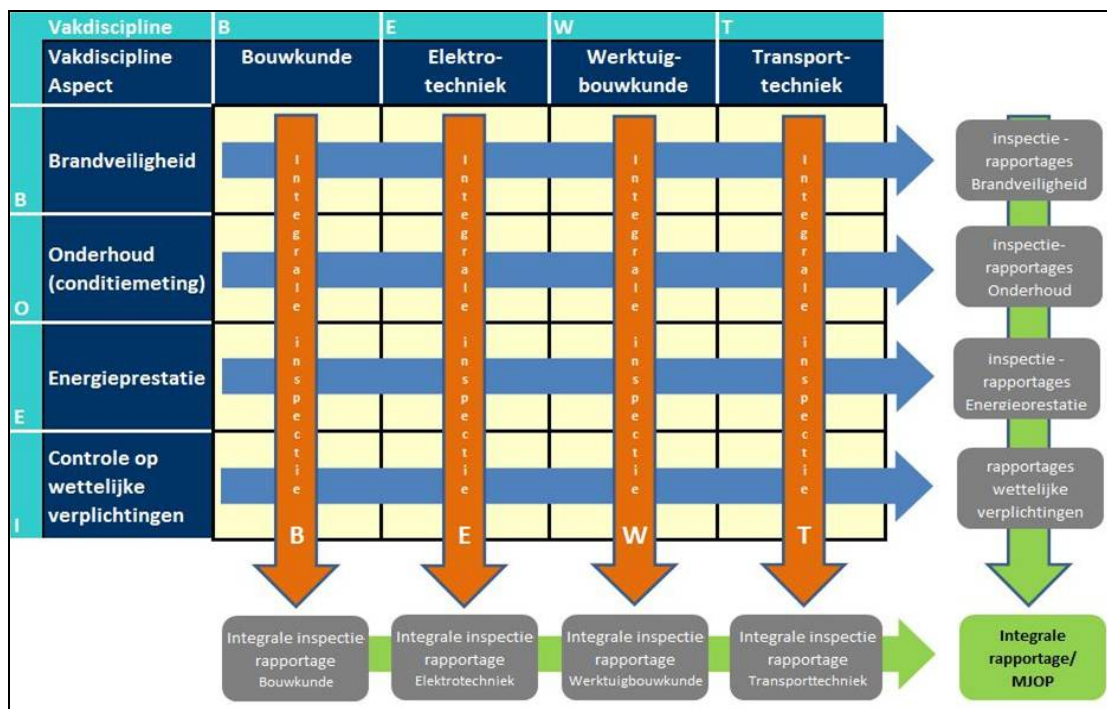 Vakdiscipline B E W T
Vakdiscipline
Aspect
Bouwkunde
Elektro-
techniek
Werktuig-
bouwkunde
Transport-
techniek
B
Brandveiligheid
inspectie -
rapportages
Brandveiligheid
O
Onderhoud
(conditiemeting)
inspectie-
rapportages
Onderhoud
E
Energieprestatie
inspectie -
rapportages
Energieprestatie
I
Controle op
wettelijke
verplichtingen
rapportages
wettelijke
verplichtingen
Integrale inspectie B
Integrale inspectie E
Integrale inspectie W
Integrale inspectie T
Integrale inspectie
rapportage
Bouwkunde
Integrale inspectie
rapportage
Elektrotechniek
Integrale inspectie
rapportage
Werktuigbouwkunde
Integrale inspectie
rapportage
Transporttechniek
Integrale
rapportage/
MJOP